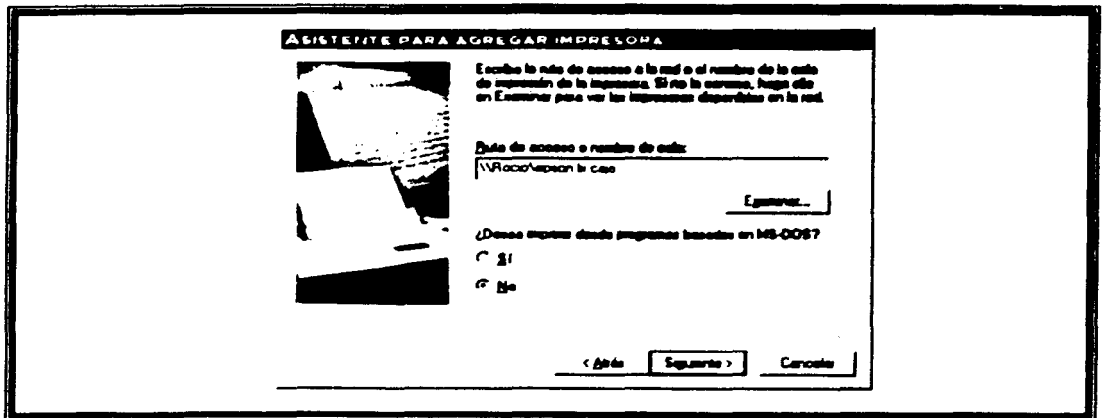 ASISTENTE PARA AGREGAR IMPRESORA
Escriba la ruta de acceso a la red o el nombre de la cola
de impresión de la impresora. Si no la conoce, haga clic
en Examinar para ver las impresoras disponibles en la red.
Ruta de acceso o nombre de cola:
\\Rocio\epson lx caja
Examinar...
¿Desea imprimir desde programas basados en MS-DOS?
Sí
No
< Atrás
Siguiente >
Cancelar